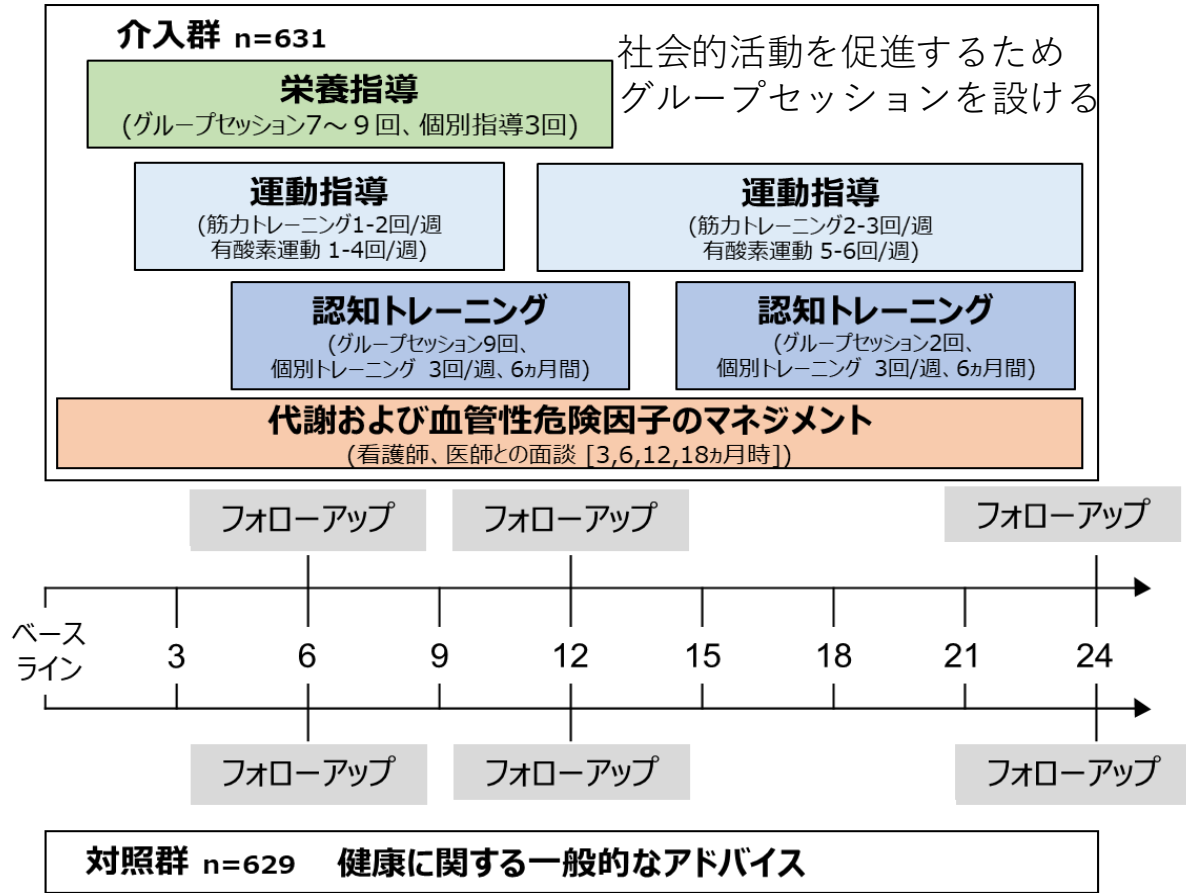 介入群 n=631
社会的活動を促進するため
グループセッションを設ける
栄養指導
(グループセッション7～９回、個別指導3回)
運動指導
(筋力トレーニング1-2回/週
有酸素運動 1-4回/週)
運動指導
(筋力トレーニング2-3回/週
有酸素運動 5-6回/週)
認知トレーニング
(グループセッション9回、
個別トレーニング 3回/週、6ヵ月間)
認知トレーニング
(グループセッション2回、
個別トレーニング 3回/週、6ヵ月間)
代謝および血管性危険因子のマネジメント
(看護師、医師との面談 [3,6,12,18ヵ月時])
フォローアップ フォローアップ フォローアップ
ベース
ライン
3 6 9 12 15 18 21 24
フォローアップ フォローアップ フォローアップ
対照群 n=629 健康に関する一般的なアドバイス